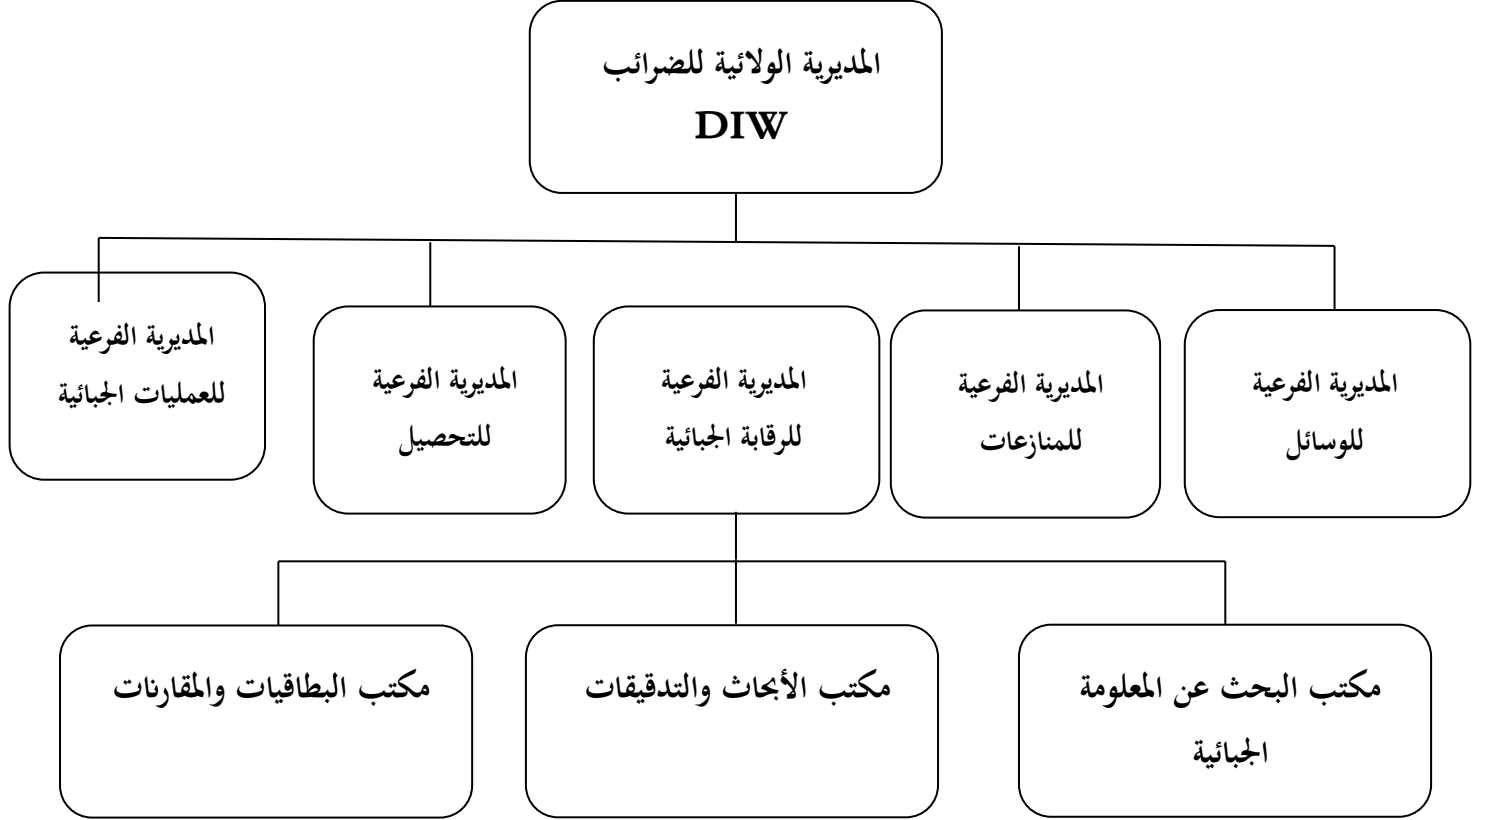 المديرية الولائية للضرائب
DIW
المديرية الفرعية
للوسائل
المديرية الفرعية
للمنازعات
المديرية الفرعية
للرقابة الجبائية
المديرية الفرعية
للتحصيل
المديرية الفرعية
للعمليات الجبائية
مكتب البحث عن المعلومة
الجبائية
مكتب الأبحاث والتدقيقات
مكتب البطاقيات والمقارنات